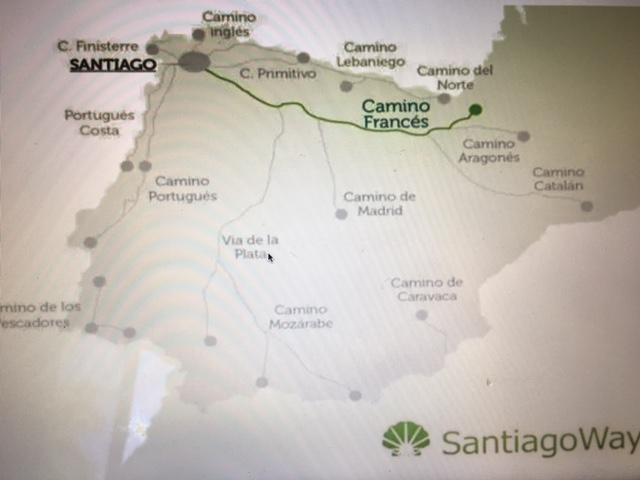 Camino
Inglés
C. Finisterre
SANTIAGO
C. Primitivo
Camino
Lebaniego
Camino del
Norte
Camino
Francés
Portugués
Costa
Camino
Aragonés
Camino
Catalán
Camino
Portugués
Camino de
Madrid
Vía de la
Plata
Camino de
Caravaca
mino de los
escadores
Camino
Mozárabe
SantiagoWay